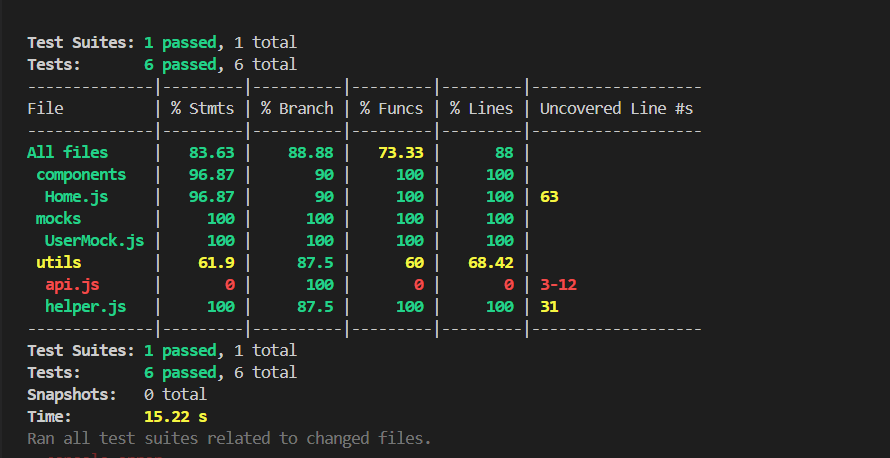 Test Suites: 1 passed, 1 total
Tests:       6 passed, 6 total
--------------|---------|----------|---------|---------|-------------------
File          | % Stmts | % Branch | % Funcs | % Lines | Uncovered Line #s
--------------|---------|----------|---------|---------|-------------------
All files     |   83.63 |    88.88 |   73.33 |      88 |
 components   |   96.87 |       90 |     100 |     100 |
  Home.js     |   96.87 |       90 |     100 |     100 | 63
 mocks        |     100 |      100 |     100 |     100 |
  UserMock.js |     100 |      100 |     100 |     100 |
 utils        |    61.9 |     87.5 |      60 |   68.42 |
  api.js      |       0 |      100 |       0 |       0 | 3-12
  helper.js   |     100 |     87.5 |     100 |     100 | 31
--------------|---------|----------|---------|---------|-------------------
Test Suites: 1 passed, 1 total
Tests:       6 passed, 6 total
Snapshots:   0 total
Time:        15.22 s
Ran all test suites related to changed files.